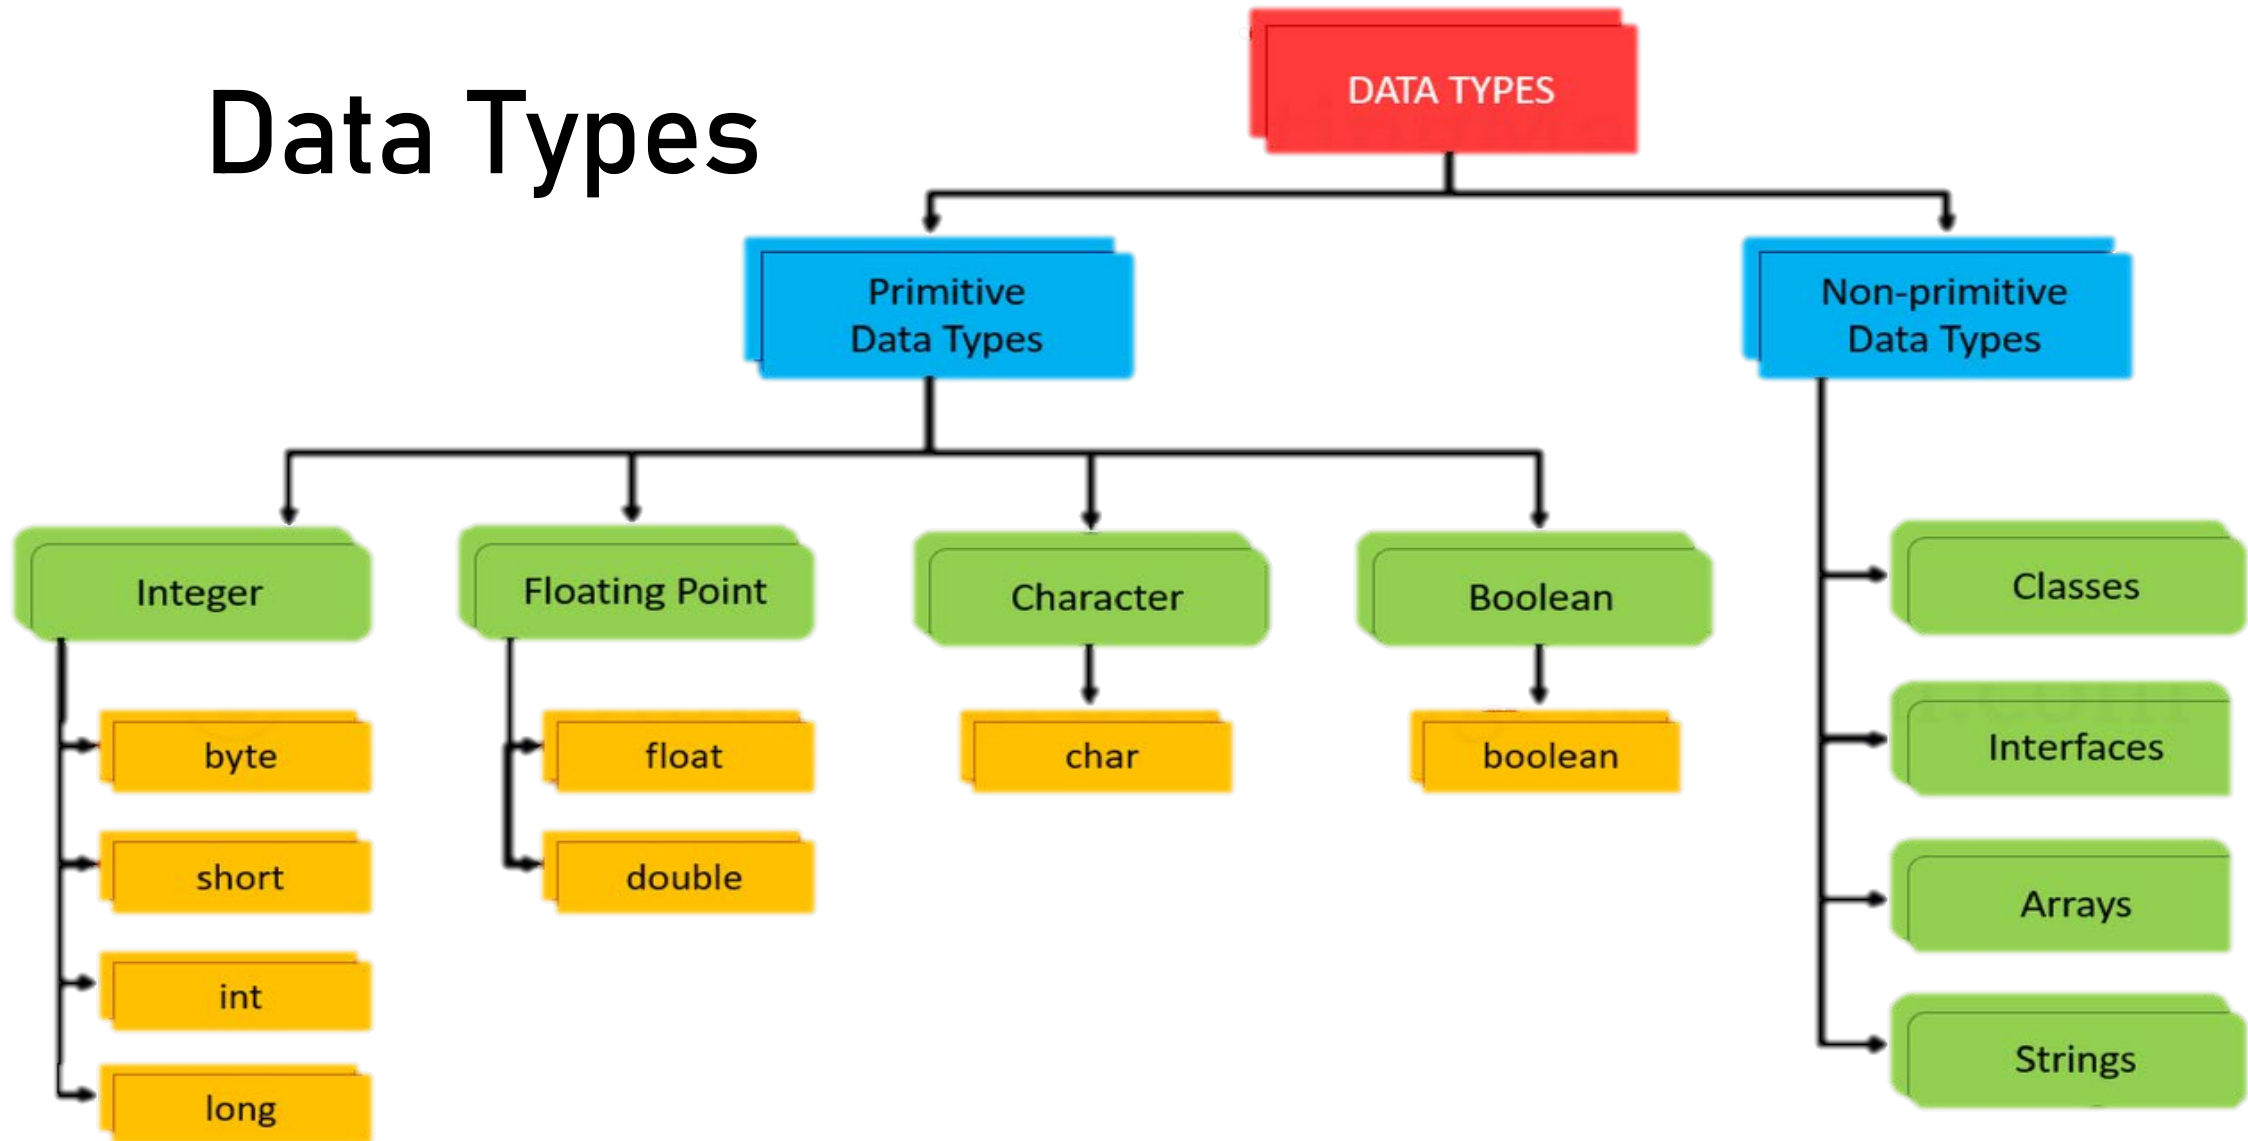 Data Types
DATA TYPES
Primitive
Data Types
Non-primitive
Data Types
Integer
Floating Point
Character
Boolean
Classes
byte
float
char
boolean
Interfaces
short
double
Arrays
int
long
Strings